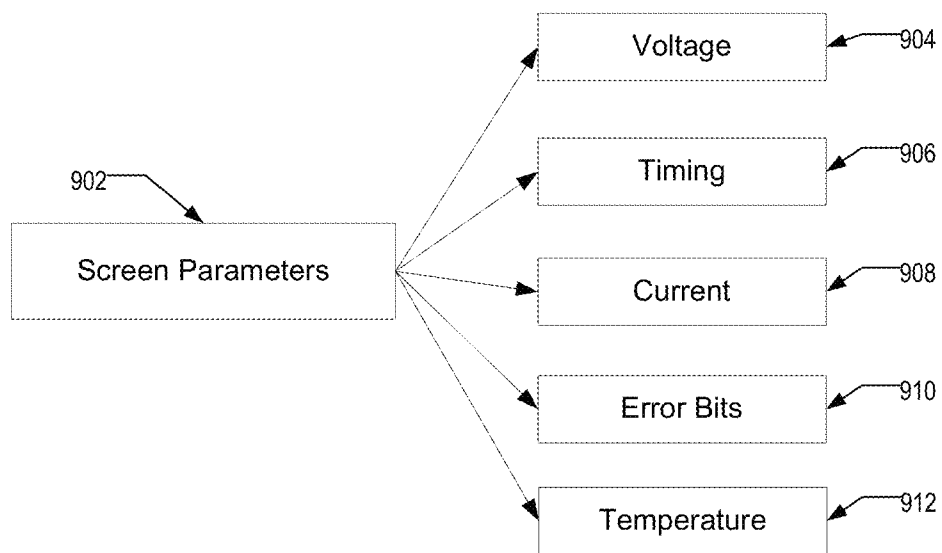 Voltage
904
Timing
906
902
Screen Parameters
Current
908
Error Bits
910
Temperature
912